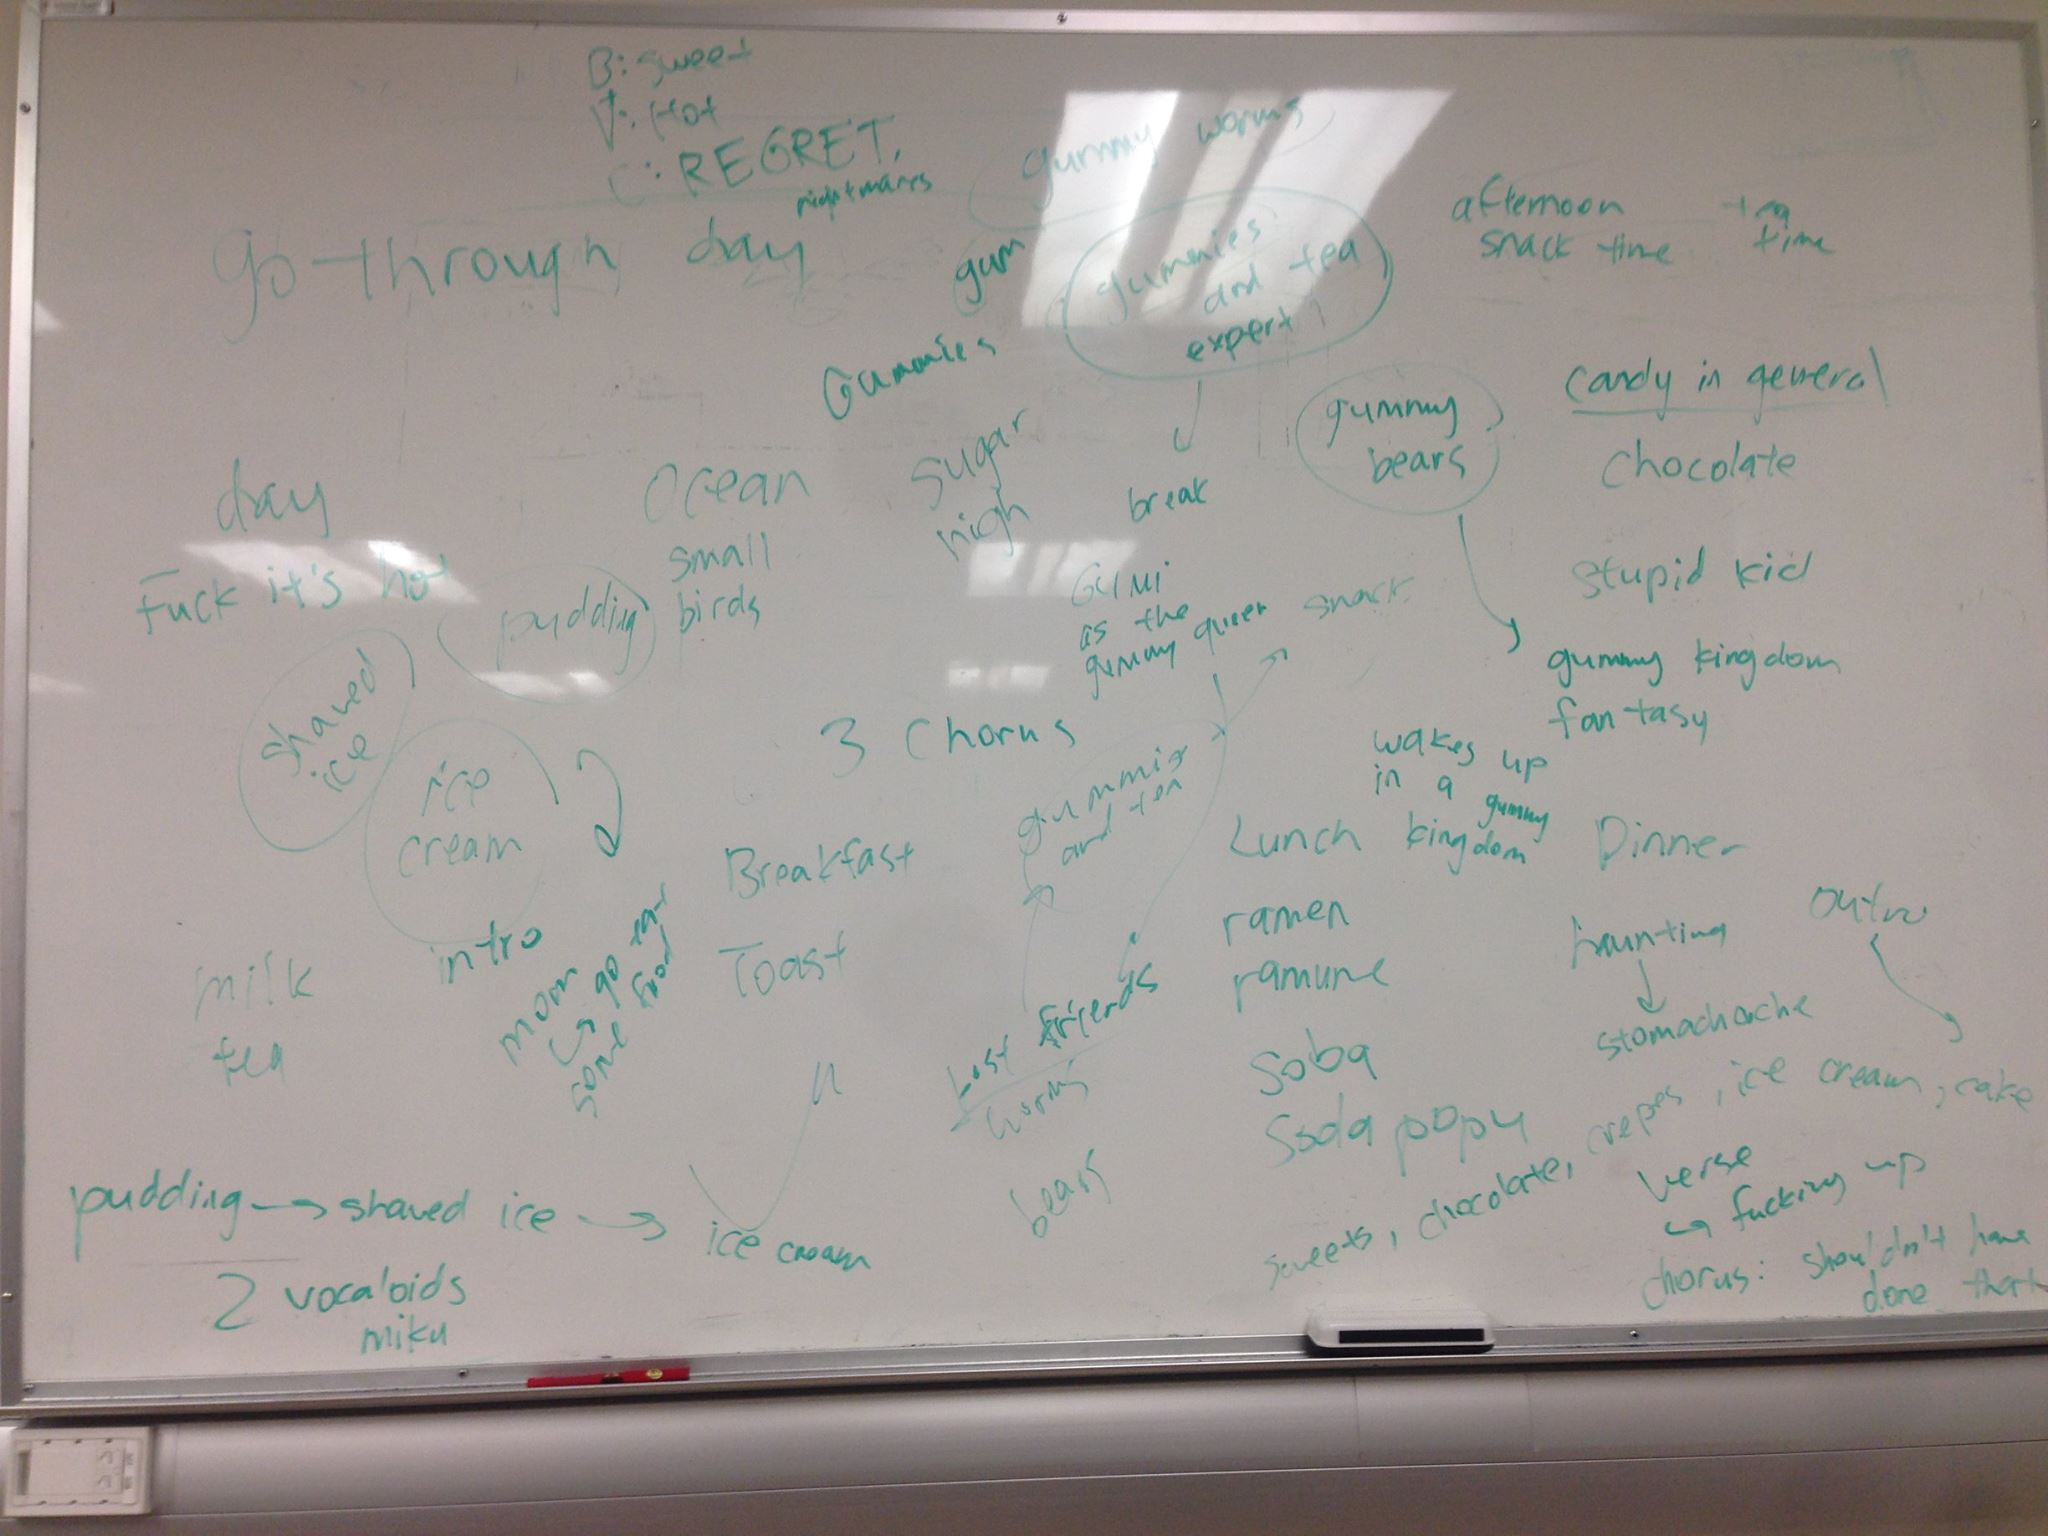 B: sweet
V: Hot
C: REGRET.
nightmares
gummy worms
go through day
gum
gummies
and tea
expert
afternoon
snack time
tea
time
Gummies
candy in general
gummy
bears
chocolate
day
Ocean
small
birds
sugar
high
break
Fuck it's hot
pudding
GUMI
as the
gummy queen
snack
stupid kid
gummy kingdom
fantasy
shaved
ice
ice
cream
3 Chorus
gummies
and tea
wakes up
in a gummy
kingdom
Breakfast
Lunch
Dinner
outro
intro
Toast
ramen
ramune
haunting
stomachache
milk
tea
mom
go eat
some food
Lost friends
worms
bears
soba
soda popu
sweets, chocolate, crepes, ice cream, cake
verse
fucking up
chorus: shouldn't have
done that
pudding → shaved ice → ice cream
2 vocaloids
miku